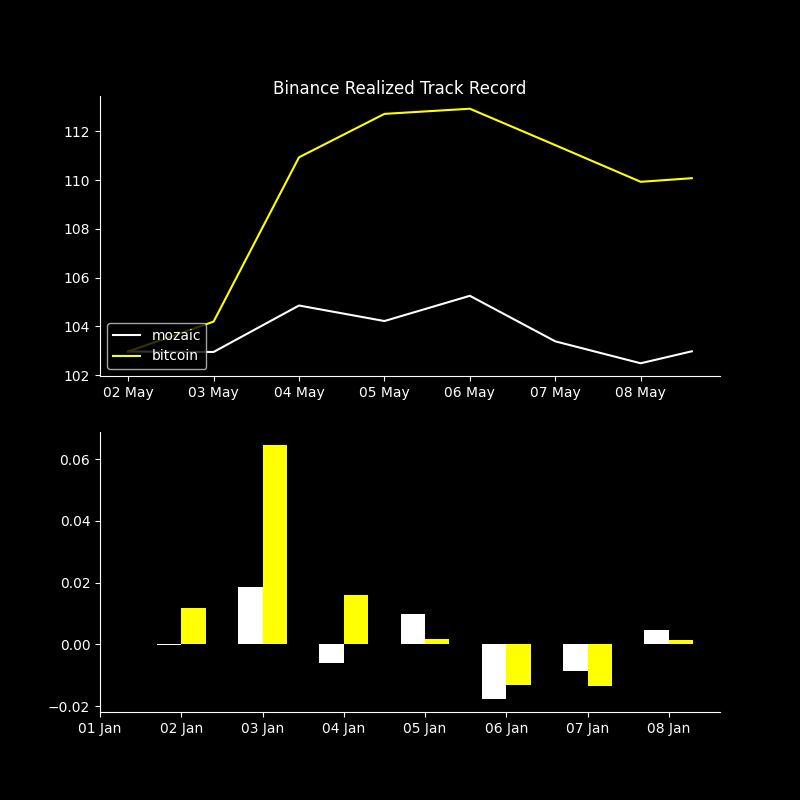 Binance Realized Track Record
112
110
108
106
104
102
mozaic
bitcoin
02 May 03 May 04 May 05 May 06 May 07 May 08 May
0.06
0.04
0.02
0.00
−0.02
01 Jan 02 Jan 03 Jan 04 Jan 05 Jan 06 Jan 07 Jan 08 Jan